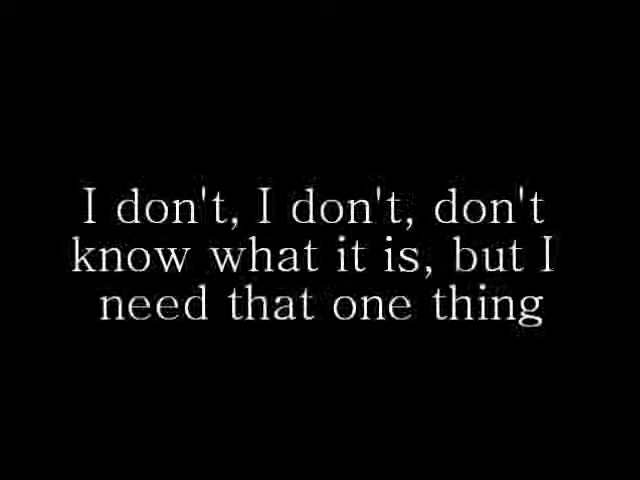 I don't, I don't, don't
know what it is, but I
need that one thing